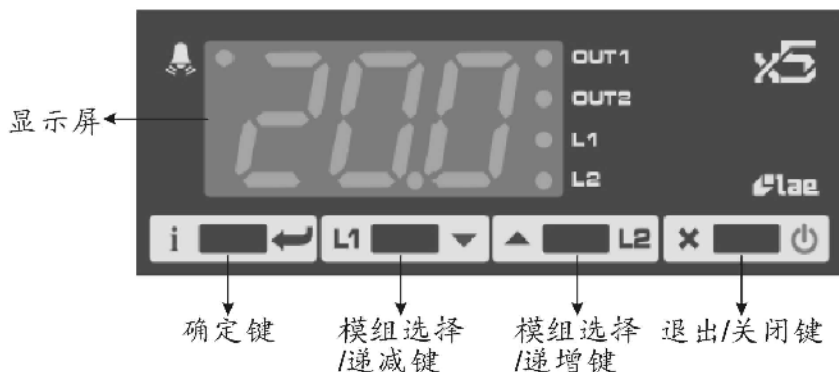 20.0
OUT1
OUT2
L1
L2
x5
lae
显示屏
i
L1
L2
确定键
模组选择
/递减键
模组选择
/递增键
退出/关闭键